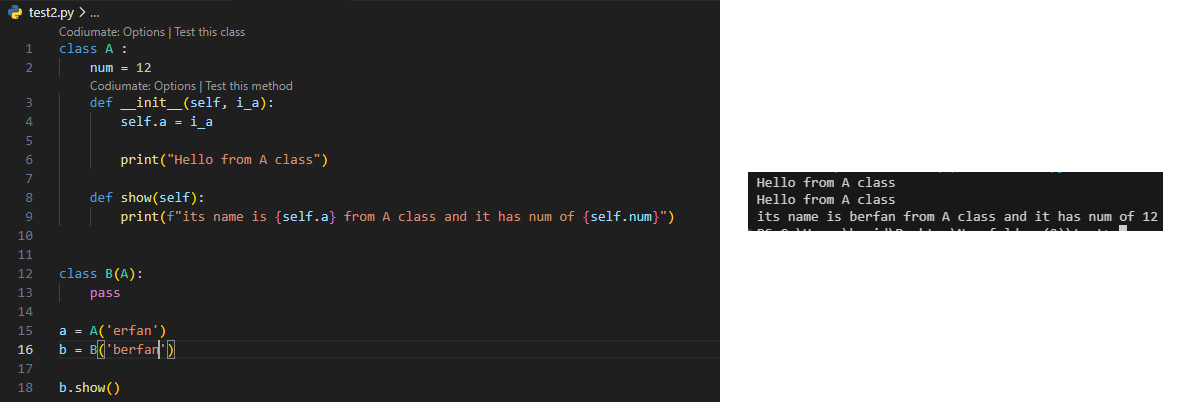 test2.py > ...
Codiumate: Options | Test this class
1 class A :
2     num = 12
Codiumate: Options | Test this method
3     def __init__(self, i_a):
4         self.a = i_a
5
6         print("Hello from A class")
7
8     def show(self):
9         print(f"its name is {self.a} from A class and it has num of {self.num}")
10
11
12 class B(A):
13     pass
14
15 a = A('erfan')
16 b = B('berfan')
17
18 b.show()
Hello from A class
Hello from A class
its name is berfan from A class and it has num of 12